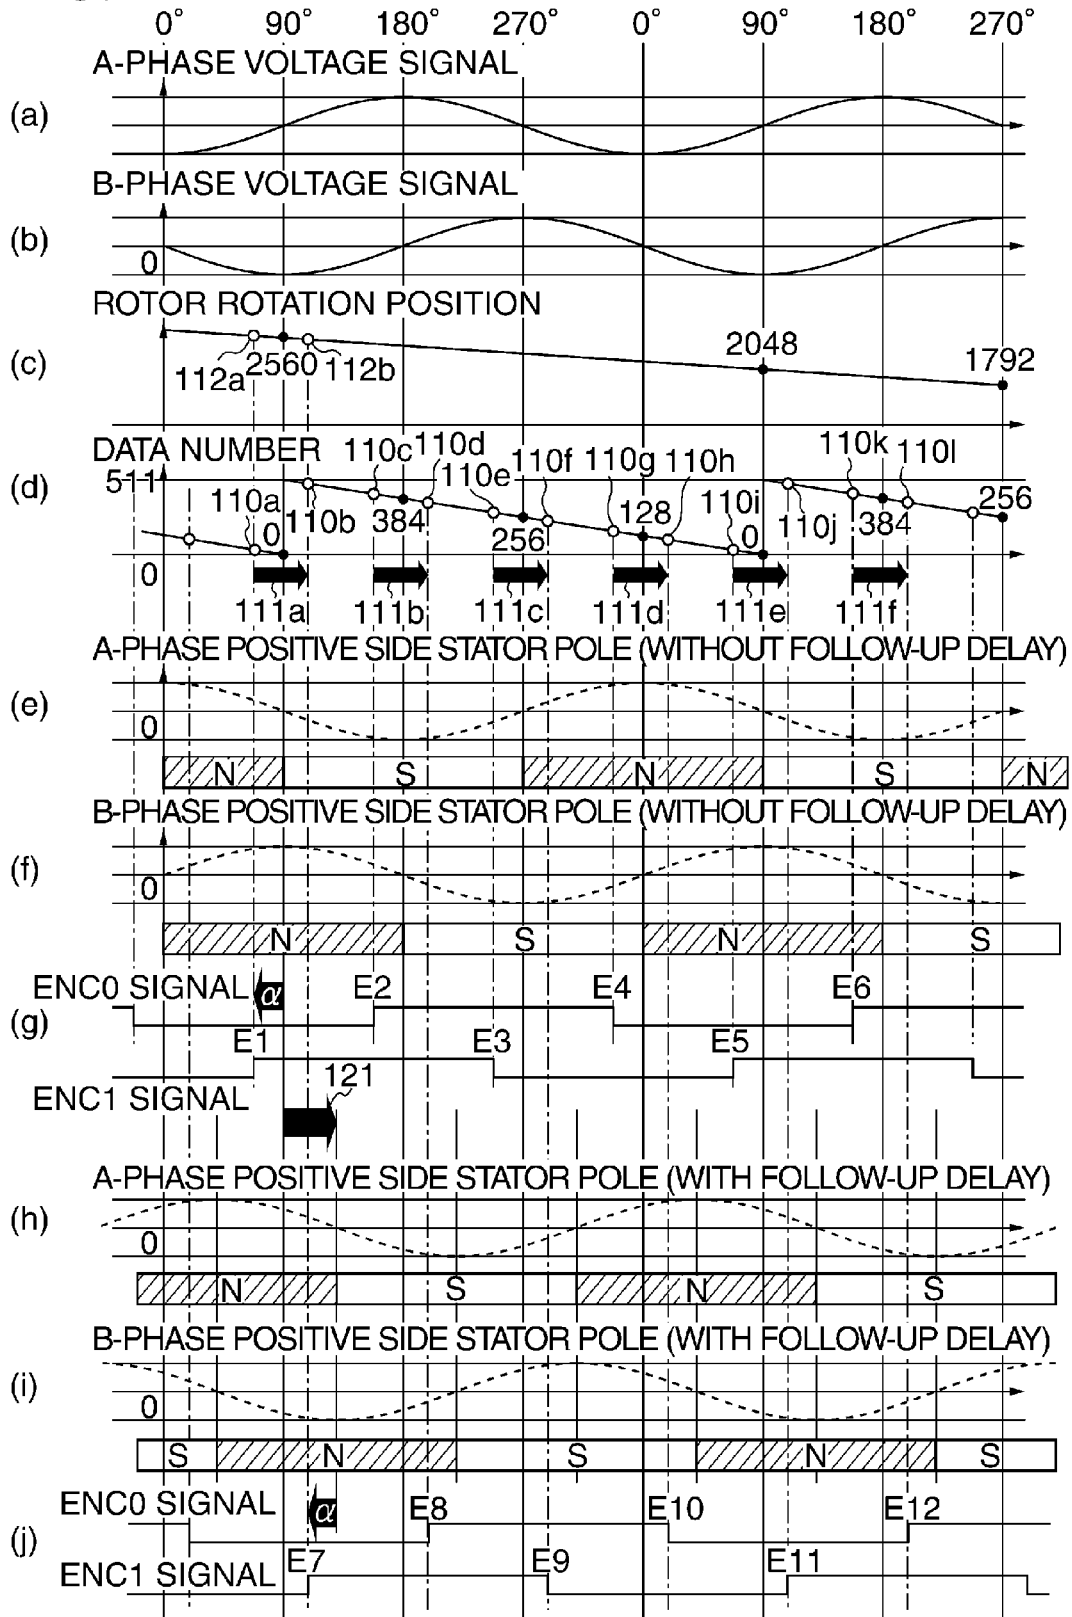 0° 90° 180° 270° 0° 90° 180° 270°
A-PHASE VOLTAGE SIGNAL
(a)
B-PHASE VOLTAGE SIGNAL
(b)
0
ROTOR ROTATION POSITION
(c)
112a 2560 112b 2048 1792
DATA NUMBER
(d)
511 110a 0 110b 110c 384 110d 110e 256 110f 110g 128 110h 110i 0 110j 110k 384 110l 256
0
111a 111b 111c 111d 111e 111f
A-PHASE POSITIVE SIDE STATOR POLE (WITHOUT FOLLOW-UP DELAY)
(e)
0
N S N S N
B-PHASE POSITIVE SIDE STATOR POLE (WITHOUT FOLLOW-UP DELAY)
(f)
0
N S N S
ENC0 SIGNAL α E2 E4 E6
(g)
E1 E3 E5
ENC1 SIGNAL 121
A-PHASE POSITIVE SIDE STATOR POLE (WITH FOLLOW-UP DELAY)
(h)
0
N S N S
B-PHASE POSITIVE SIDE STATOR POLE (WITH FOLLOW-UP DELAY)
(i)
0
S N S N S
ENC0 SIGNAL α E8 E10 E12
(j)
ENC1 SIGNAL E7 E9 E11